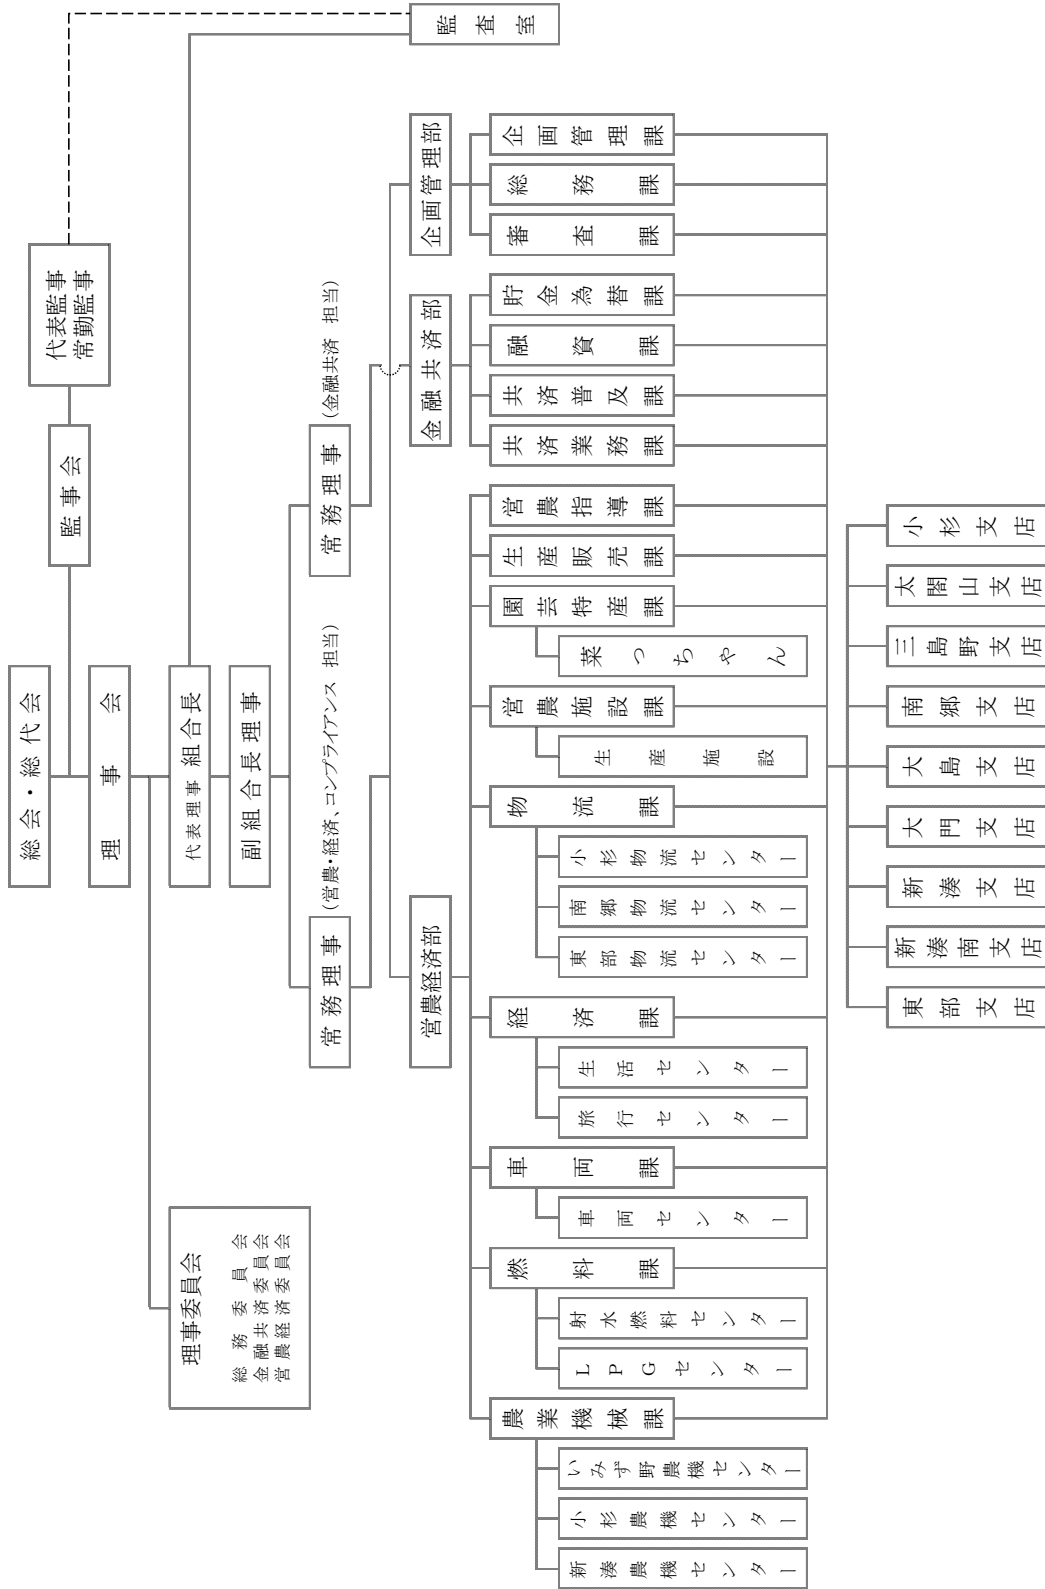 総会・総代会
理事会
監事会
代表監事
常勤監事
監査室
理事委員会
総務委員会
金融共済委員会
営農経済委員会
代表理事 組合長
副組合長理事
常務理事
(営農・経済、コンプライアンス 担当)
常務理事
(金融共済 担当)
営農経済部
金融共済部
企画管理部
農業機械課
燃料課
車両課
経済課
物流課
営農施設課
園芸特産課
生産販売課
営農指導課
共済業務課
共済普及課
融資課
貯金為替課
審査課
総務課
企画管理課
新湊農機センター
小杉農機センター
いみず野農機センター
LPGセンター
射水燃料センター
車両センター
旅行センター
生活センター
東部物流センター
南郷物流センター
小杉物流センター
生産施設
菜っちゃん
東部支店
新湊南支店
新湊支店
大門支店
大島支店
南郷支店
三島野支店
太閤山支店
小杉支店